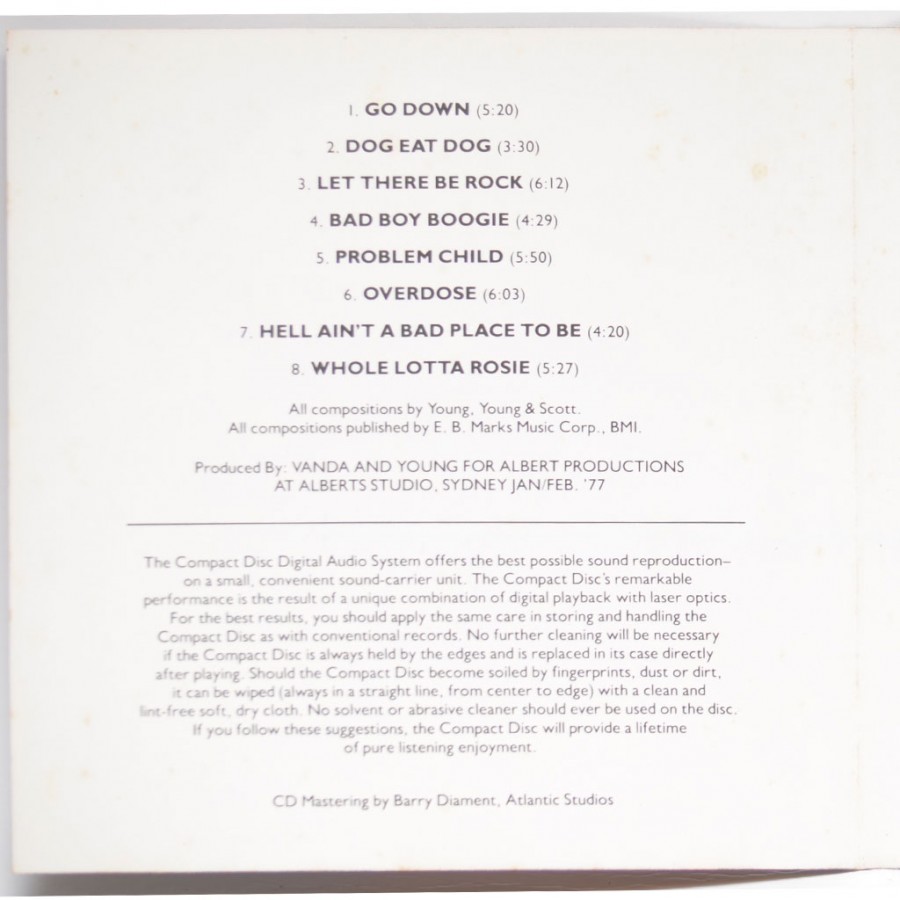 1. GO DOWN (5:20)
2. DOG EAT DOG (3:30)
3. LET THERE BE ROCK (6:12)
4. BAD BOY BOOGIE (4:29)
5. PROBLEM CHILD (5:50)
6. OVERDOSE (6:03)
7. HELL AIN'T A BAD PLACE TO BE (4:20)
8. WHOLE LOTTA ROSIE (5:27)
All compositions by Young, Young & Scott.
All compositions published by E. B. Marks Music Corp., BMI.
Produced By: VANDA AND YOUNG FOR ALBERT PRODUCTIONS
AT ALBERTS STUDIO, SYDNEY JAN/FEB. '77
The Compact Disc Digital Audio System offers the best possible sound reproduction–
on a small, convenient sound-carrier unit. The Compact Disc's remarkable
performance is the result of a unique combination of digital playback with laser optics.
For the best results, you should apply the same care in storing and handling the
Compact Disc as with conventional records. No further cleaning will be necessary
if the Compact Disc is always held by the edges and is replaced in its case directly
after playing. Should the Compact Disc become soiled by fingerprints, dust or dirt,
it can be wiped (always in a straight line, from center to edge) with a clean and
lint-free soft, dry cloth. No solvent or abrasive cleaner should ever be used on the disc.
If you follow these suggestions, the Compact Disc will provide a lifetime
of pure listening enjoyment.
CD Mastering by Barry Diament, Atlantic Studios